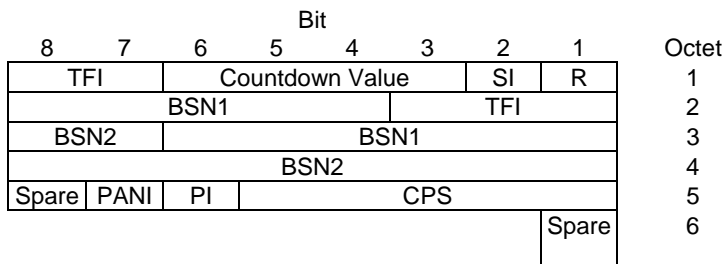 Bit
8 7 6 5 4 3 2 1 Octet
TFI Countdown Value SI R 1
BSN1 TFI 2
BSN2 BSN1 3
BSN2 4
Spare PANI PI CPS 5
Spare 6